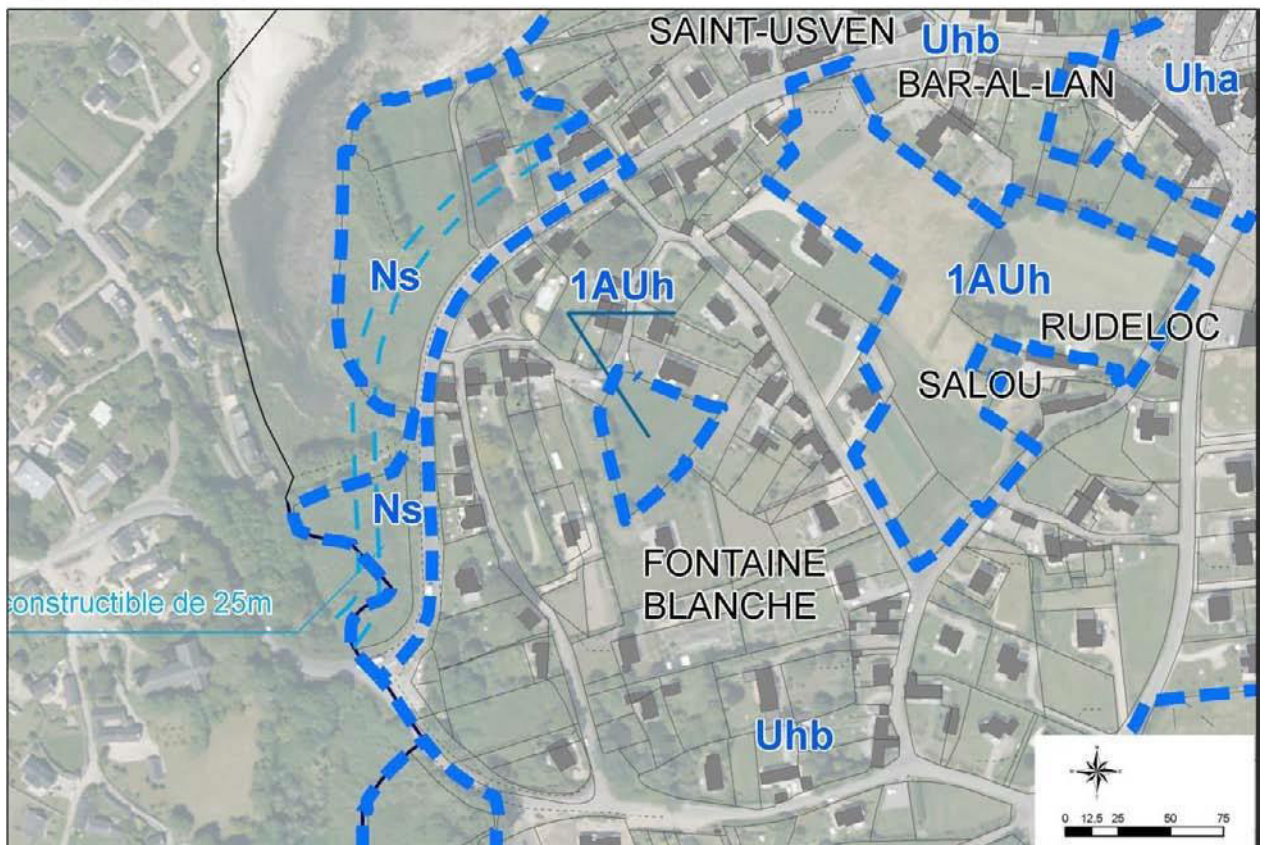 SAINT-USVEN
Uhb
BAR-AL-LAN
Uha
Ns
1AUh
1AUh
RUDELOC
SALOU
Ns
FONTAINE
BLANCHE
constructible de 25m
Uhb
0 12,5 25 50 75